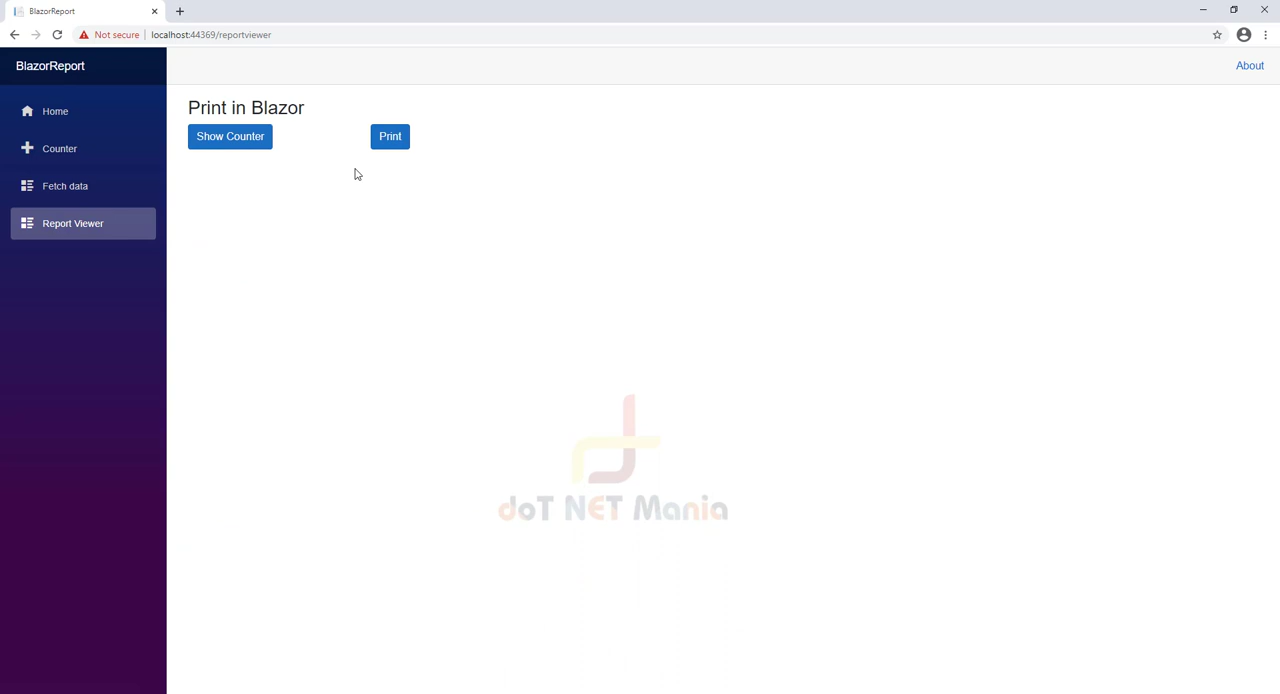 BlazorReport
Not secure
localhost:44369/reportviewer
BlazorReport
About
Home
Counter
Fetch data
Report Viewer
Print in Blazor
Show Counter
Print
doT NET Mania